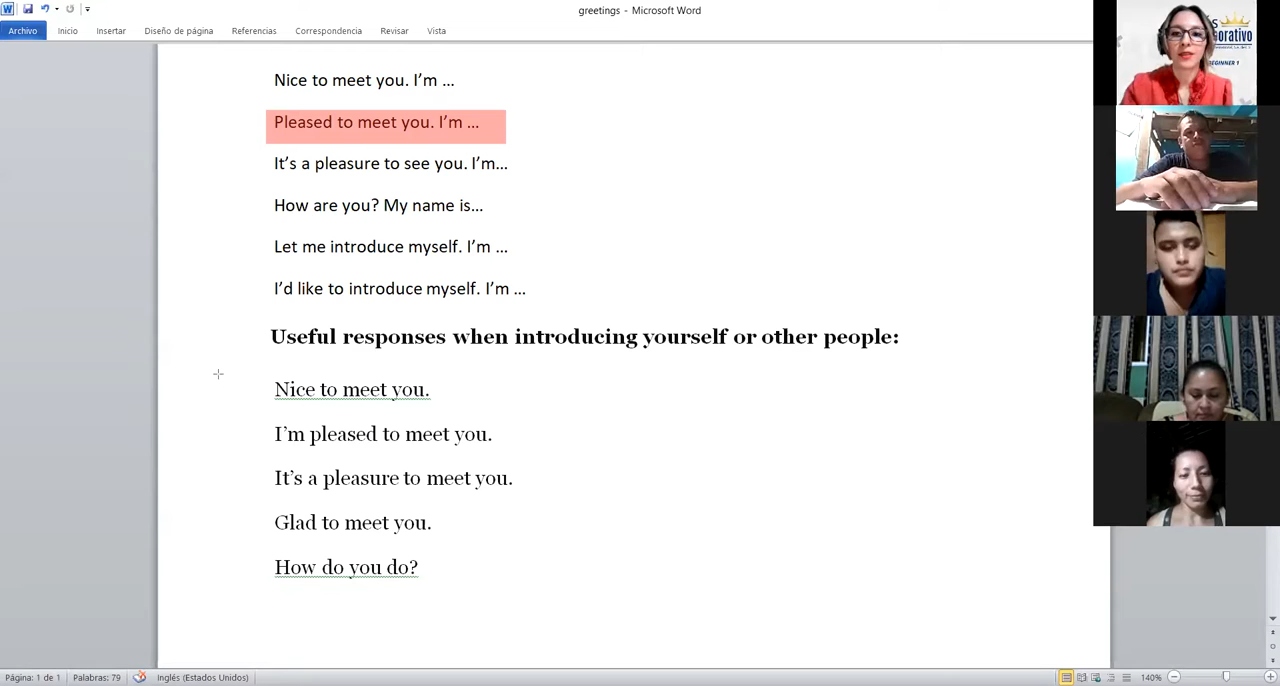 greetings - Microsoft Word
Archivo Inicio Insertar Diseño de página Referencias Correspondencia Revisar Vista
Nice to meet you. I’m …
Pleased to meet you. I’m …
It’s a pleasure to see you. I’m...
How are you? My name is...
Let me introduce myself. I’m …
I’d like to introduce myself. I’m …
Useful responses when introducing yourself or other people:
Nice to meet you.
I’m pleased to meet you.
It’s a pleasure to meet you.
Glad to meet you.
How do you do?
Página: 1 de 1 Palabras: 79 Inglés (Estados Unidos) 140%
BEGINNER 1